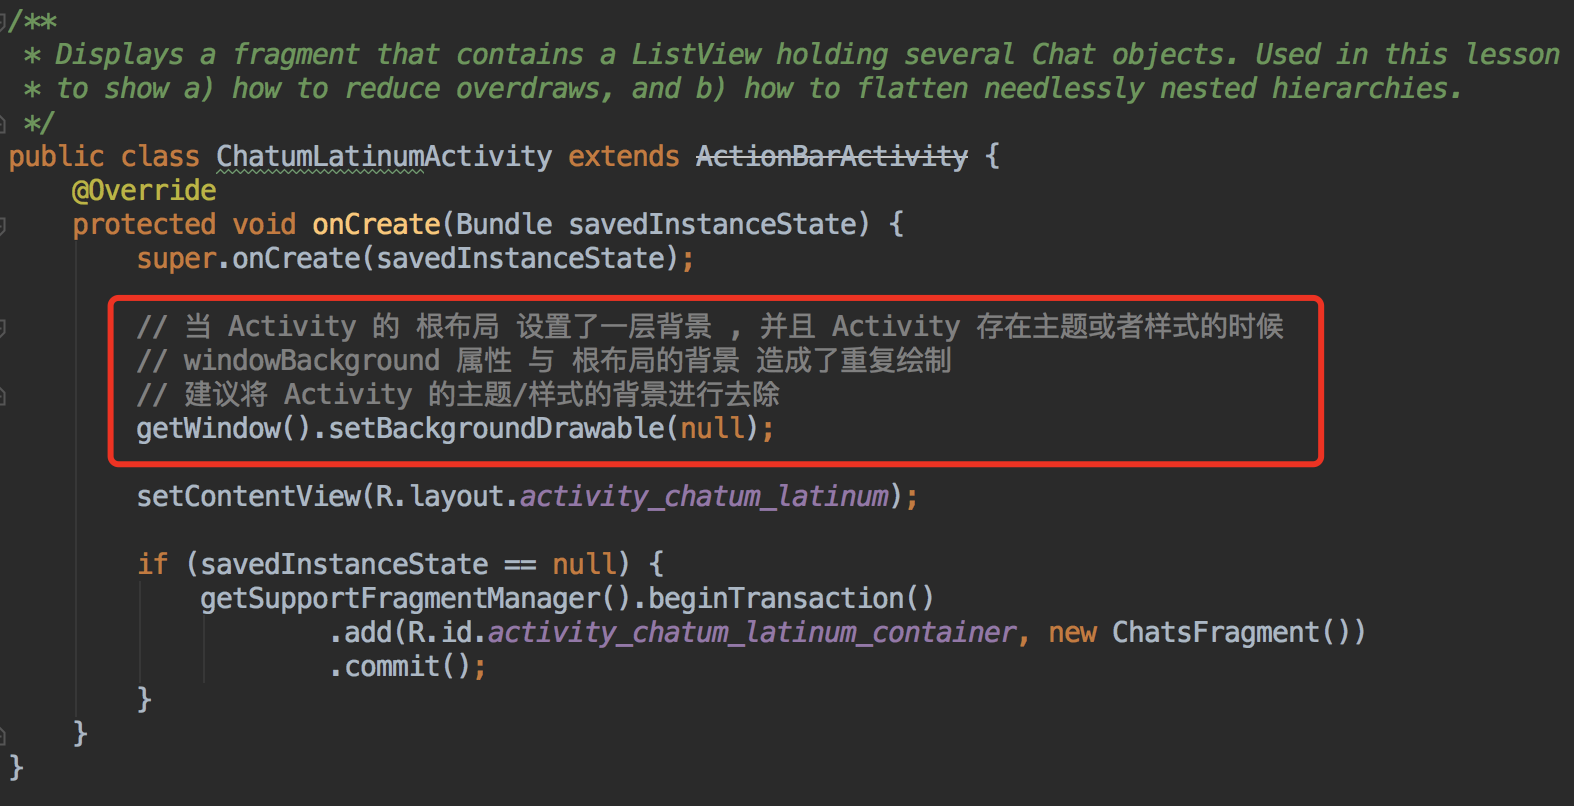 /**
 * Displays a fragment that contains a ListView holding several Chat objects. Used in this lesson
 * to show a) how to reduce overdraws, and b) how to flatten needlessly nested hierarchies.
 */
public class ChatumLatinumActivity extends ActionBarActivity {
    @Override
    protected void onCreate(Bundle savedInstanceState) {
        super.onCreate(savedInstanceState);
        // 当 Activity 的 根布局 设置了一层背景 , 并且 Activity 存在主题或者样式的时候
        // windowBackground 属性 与 根布局的背景 造成了重复绘制
        // 建议将 Activity 的主题/样式的背景进行去除
        getWindow().setBackgroundDrawable(null);
        setContentView(R.layout.activity_chatum_latinum);
        if (savedInstanceState == null) {
            getSupportFragmentManager().beginTransaction()
                    .add(R.id.activity_chatum_latinum_container, new ChatsFragment())
                    .commit();
        }
    }
}